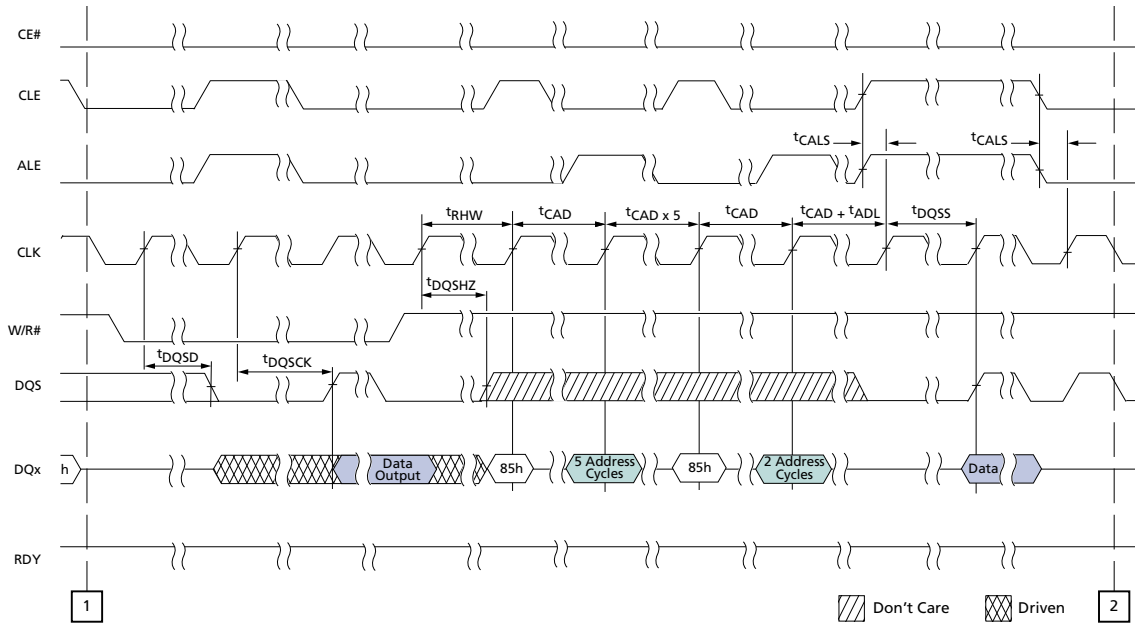 CE#
CLE
tCALS
tCALS
ALE
tRHW
tCAD
tCAD x 5
tCAD
tCAD + tADL
tDQSS
CLK
tDQSHZ
W/R#
tDQSD
tDQSCK
DQS
DQx
h
Data
Output
85h
5 Address
Cycles
85h
2 Address
Cycles
Data
RDY
1
Don't Care
Driven
2